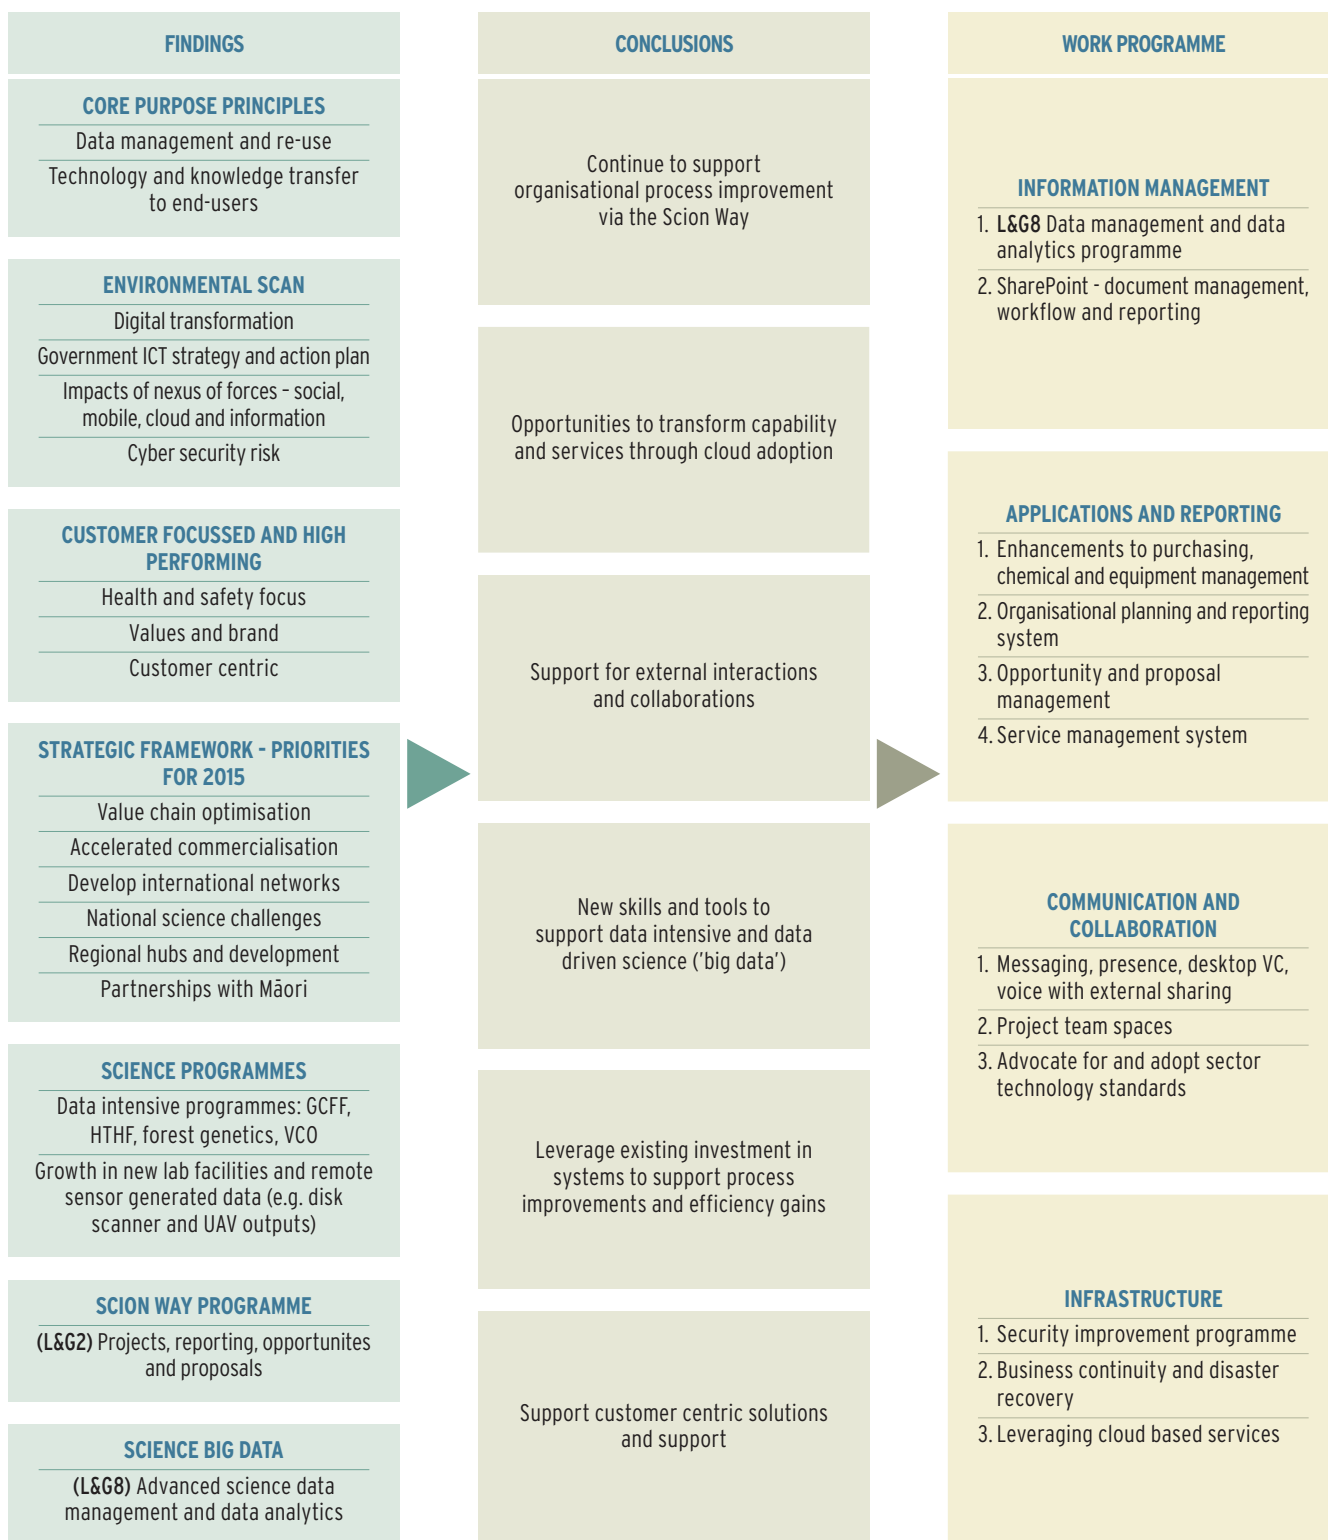 FINDINGS
CORE PURPOSE PRINCIPLES
Data management and re-use
Technology and knowledge transfer
to end-users
ENVIRONMENTAL SCAN
Digital transformation
Government ICT strategy and action plan
Impacts of nexus of forces – social,
mobile, cloud and information
Cyber security risk
CUSTOMER FOCUSSED AND HIGH
PERFORMING
Health and safety focus
Values and brand
Customer centric
STRATEGIC FRAMEWORK - PRIORITIES
FOR 2015
Value chain optimisation
Accelerated commercialisation
Develop international networks
National science challenges
Regional hubs and development
Partnerships with Māori
SCIENCE PROGRAMMES
Data intensive programmes: GCFF,
HTHF, forest genetics, VCO
Growth in new lab facilities and remote
sensor generated data (e.g. disk
scanner and UAV outputs)
SCION WAY PROGRAMME
(L&G2) Projects, reporting, opportunites
and proposals
SCIENCE BIG DATA
(L&G8) Advanced science data
management and data analytics
CONCLUSIONS
Continue to support
organisational process improvement
via the Scion Way
Opportunities to transform capability
and services through cloud adoption
Support for external interactions
and collaborations
New skills and tools to
support data intensive and data
driven science ('big data')
Leverage existing investment in
systems to support process
improvements and efficiency gains
Support customer centric solutions
and support
WORK PROGRAMME
INFORMATION MANAGEMENT
1. L&G8 Data management and data
analytics programme
2. SharePoint - document management,
workflow and reporting
APPLICATIONS AND REPORTING
1. Enhancements to purchasing,
chemical and equipment management
2. Organisational planning and reporting
system
3. Opportunity and proposal
management
4. Service management system
COMMUNICATION AND
COLLABORATION
1. Messaging, presence, desktop VC,
voice with external sharing
2. Project team spaces
3. Advocate for and adopt sector
technology standards
INFRASTRUCTURE
1. Security improvement programme
2. Business continuity and disaster
recovery
3. Leveraging cloud based services